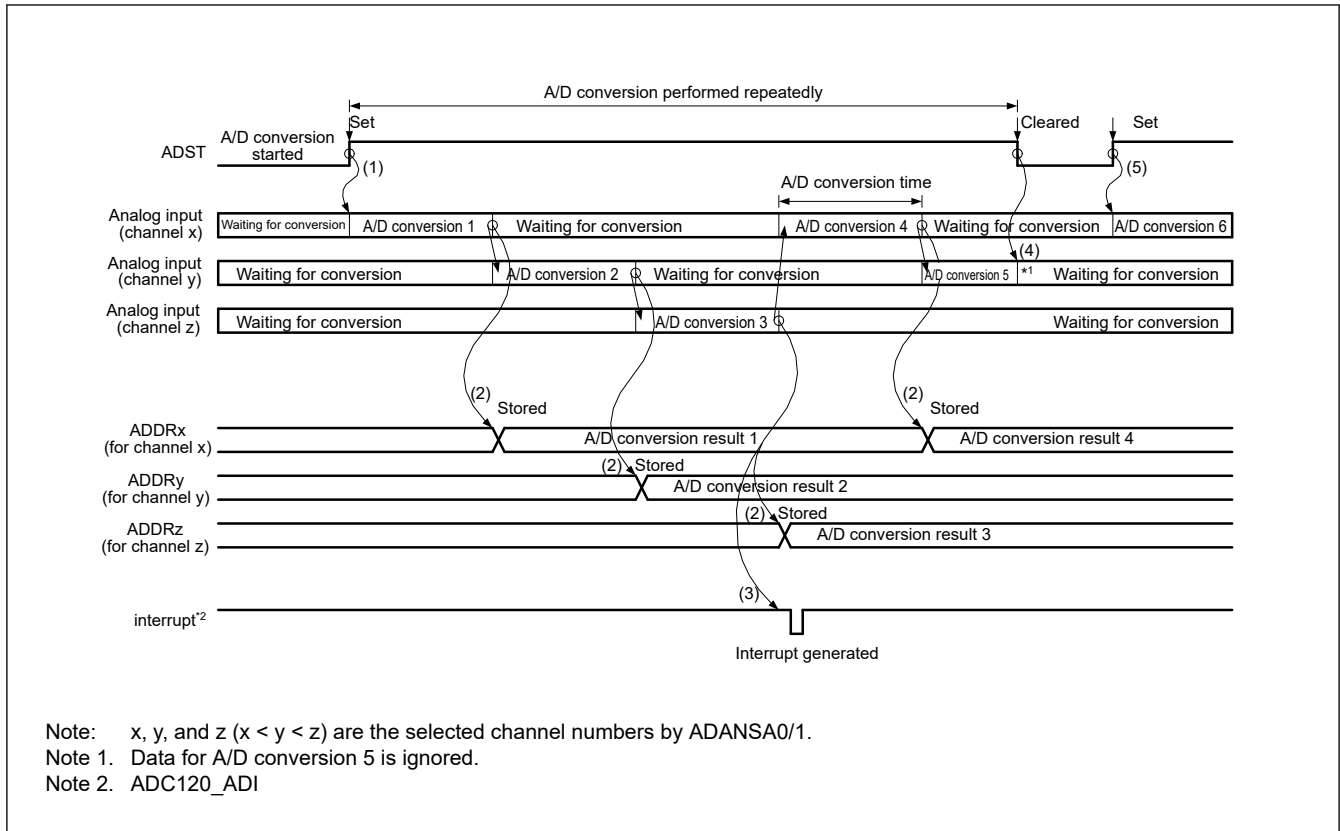 A/D conversion performed repeatedly
Set
Cleared
Set
A/D conversion
started
ADST
(1)
(5)
A/D conversion time
Analog input
(channel x)
Waiting for conversion
A/D conversion 1
Waiting for conversion
A/D conversion 4
Waiting for conversion
A/D conversion 6
(4)
Analog input
(channel y)
Waiting for conversion
A/D conversion 2
Waiting for conversion
A/D conversion 5
*1
Waiting for conversion
Analog input
(channel z)
Waiting for conversion
A/D conversion 3
Waiting for conversion
(2)
Stored
(2)
Stored
ADDRx
(for channel x)
A/D conversion result 1
A/D conversion result 4
(2)
Stored
ADDRy
(for channel y)
A/D conversion result 2
(2)
Stored
ADDRz
(for channel z)
A/D conversion result 3
(3)
interrupt*2
Interrupt generated
Note: x, y, and z (x < y < z) are the selected channel numbers by ADANSA0/1.
Note 1. Data for A/D conversion 5 is ignored.
Note 2. ADC120_ADI